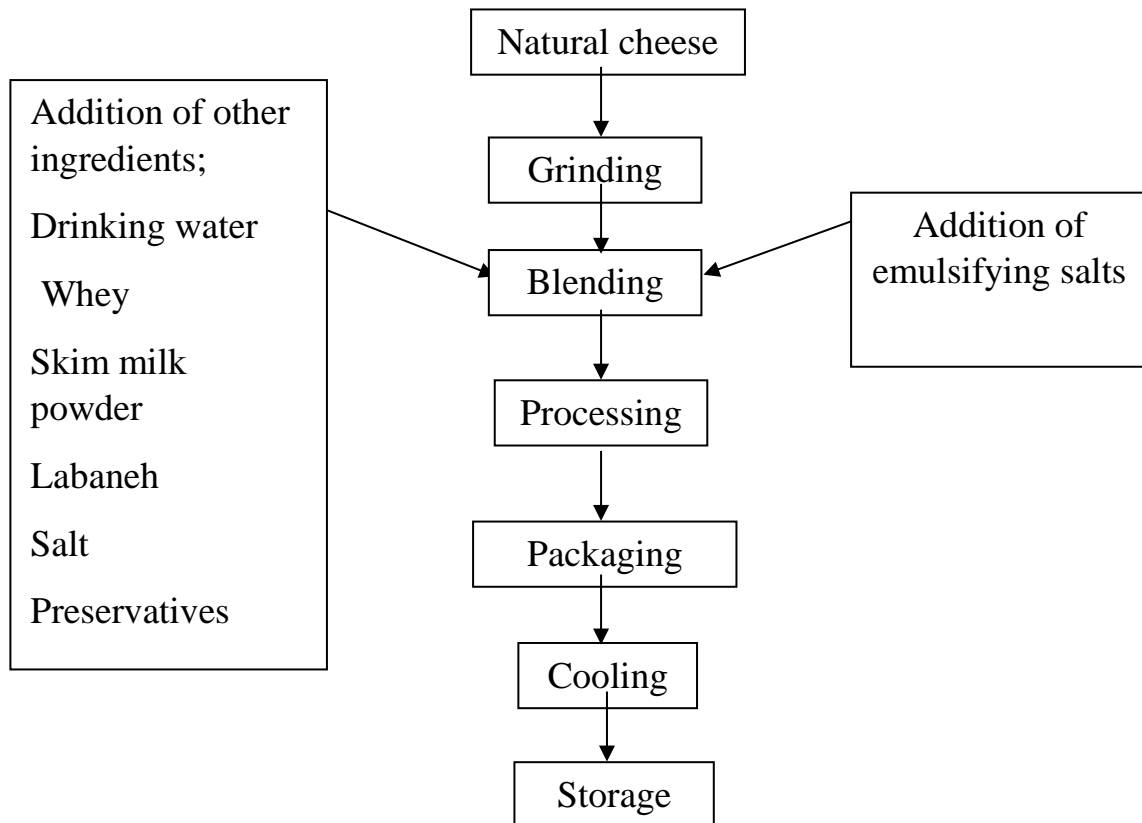 Natural cheese
Addition of other
ingredients;
Drinking water
Whey
Skim milk
powder
Labaneh
Salt
Preservatives
Grinding
Addition of
emulsifying salts
Blending
Processing
Packaging
Cooling
Storage